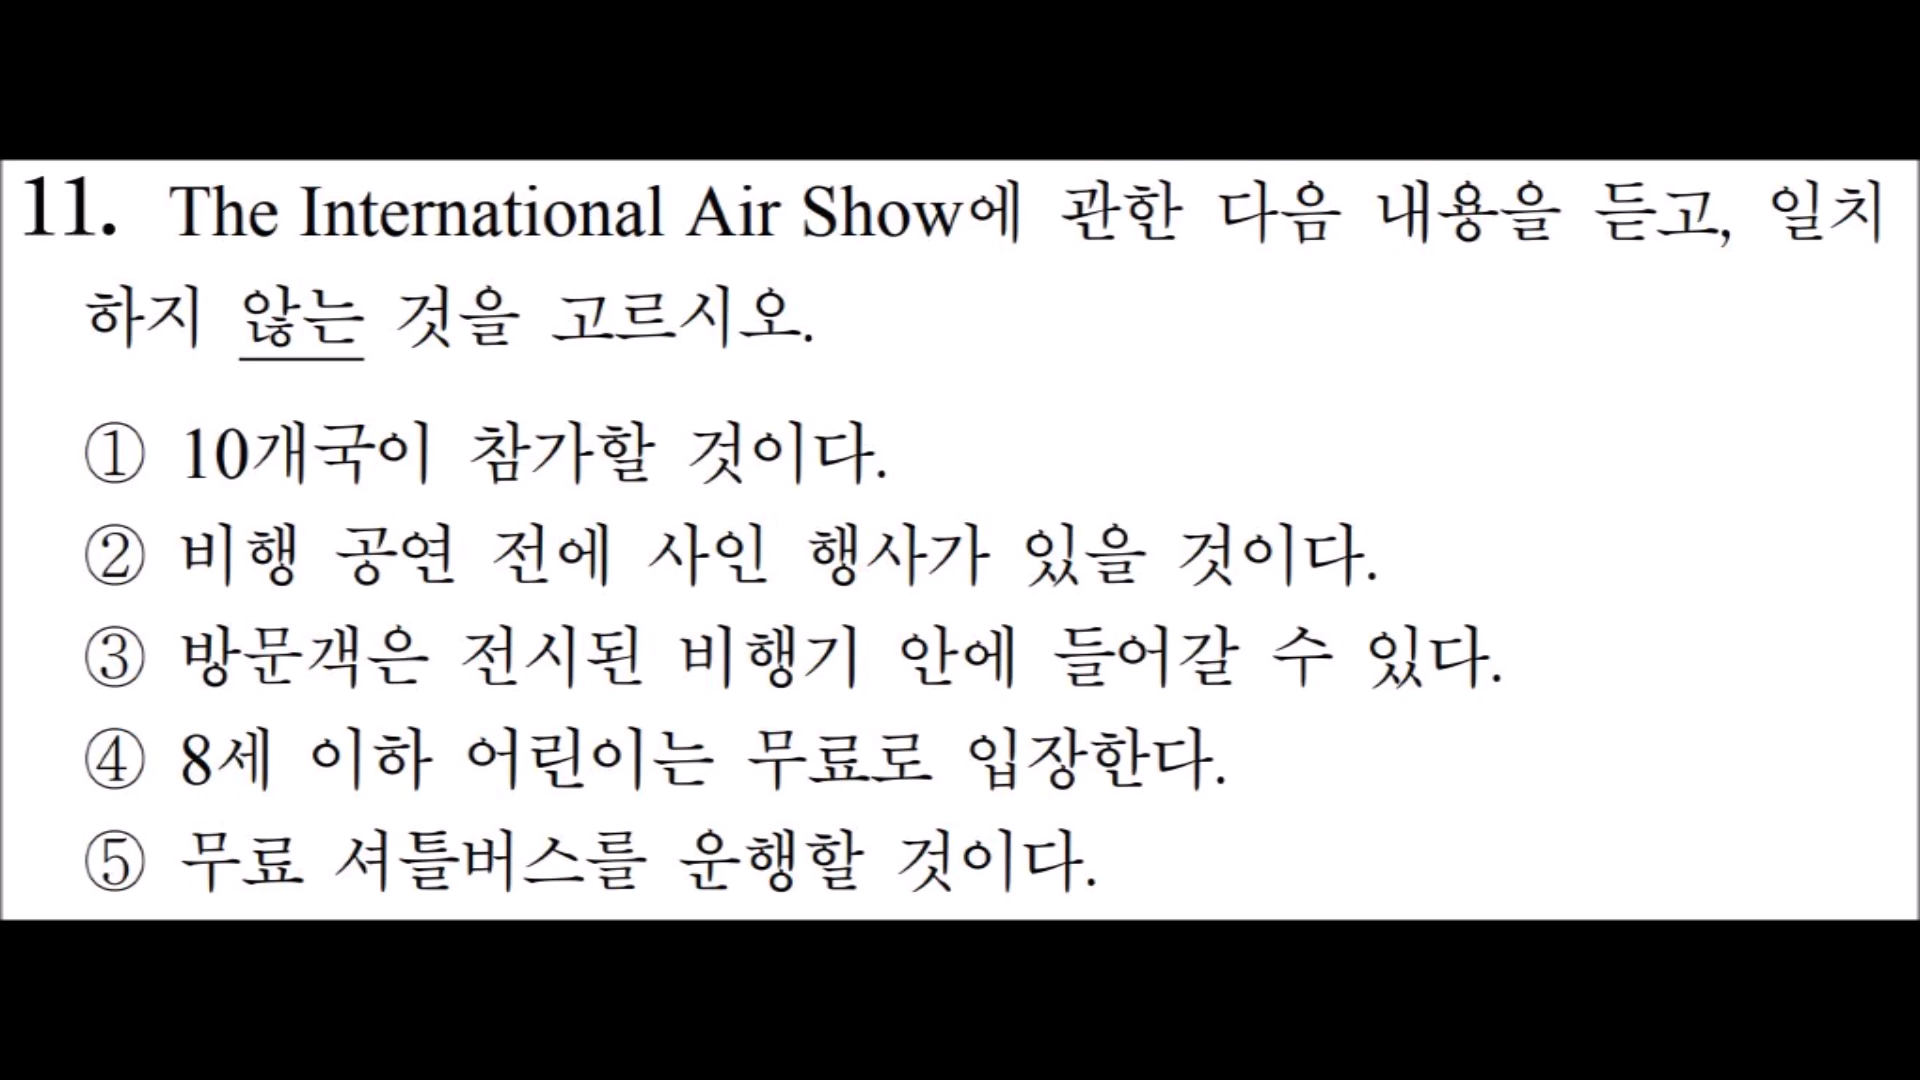 11. The International Air Show에 관한 다음 내용을 듣고, 일치
하지 않는 것을 고르시오.
① 10개국이 참가할 것이다.
② 비행 공연 전에 사인 행사가 있을 것이다.
③ 방문객은 전시된 비행기 안에 들어갈 수 있다.
④ 8세 이하 어린이는 무료로 입장한다.
⑤ 무료 셔틀버스를 운행할 것이다.